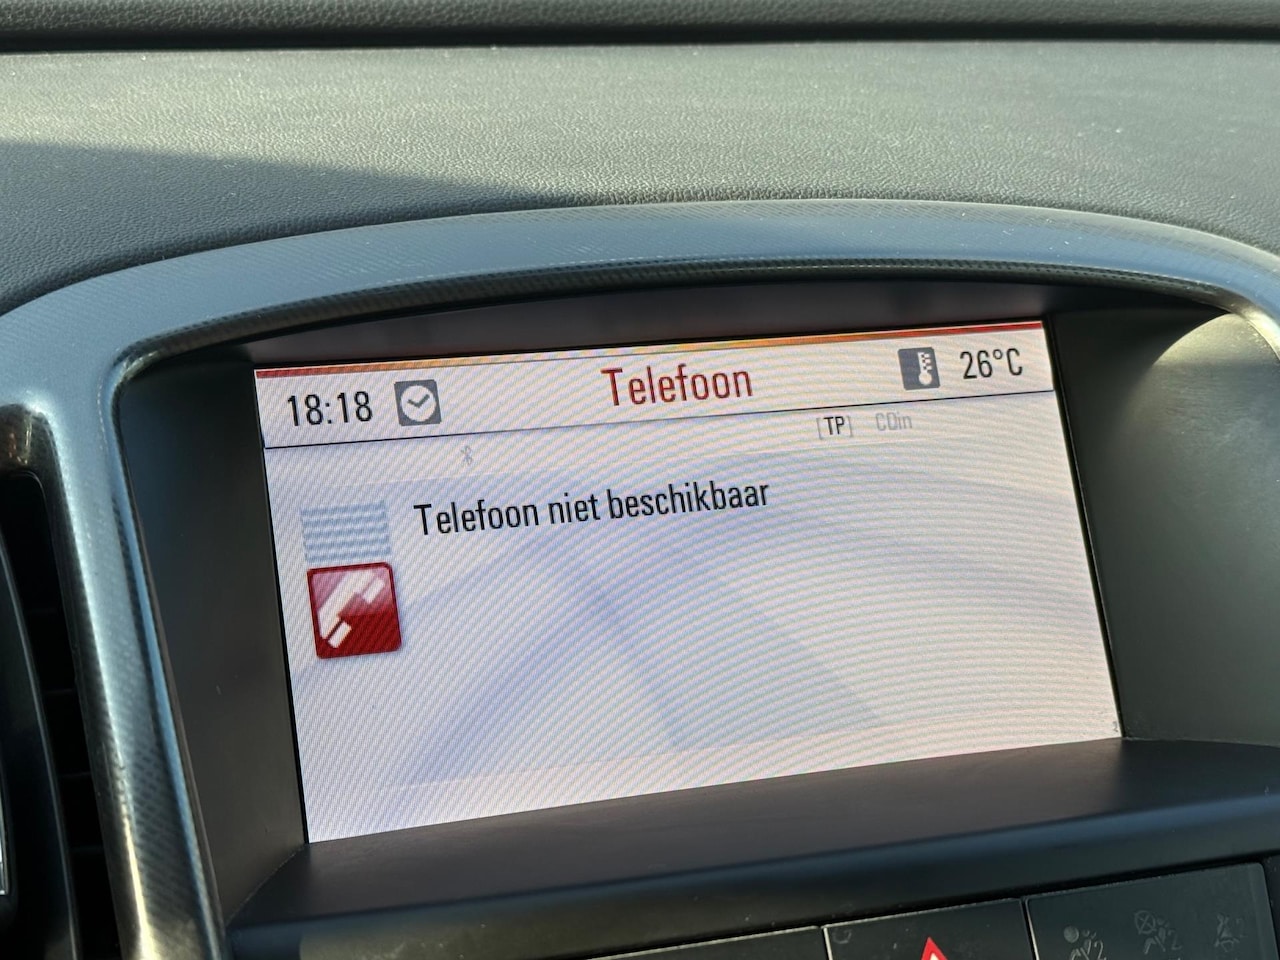 18:18
Telefoon
26°C
[TP]
CDin
Telefoon niet beschikbaar